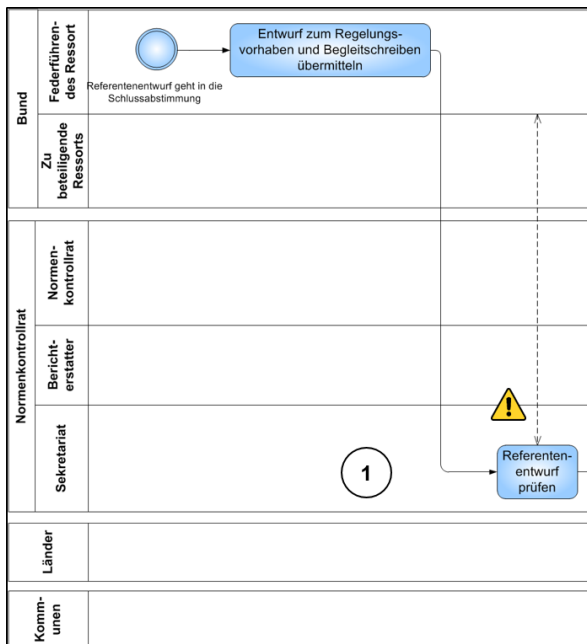 Bund
Federführen-
des Ressort
Referentenentwurf geht in die
Schlussabstimmung
Entwurf zum Regelungs-
vorhaben und Begleitschreiben
übermitteln
Zu
beteiligende
Ressorts
Normenkontrollrat
Normen-
kontrollrat
Bericht-
erstatter
Sekretariat
1
!
Referenten-
entwurf
prüfen
Länder
Komm-
unen